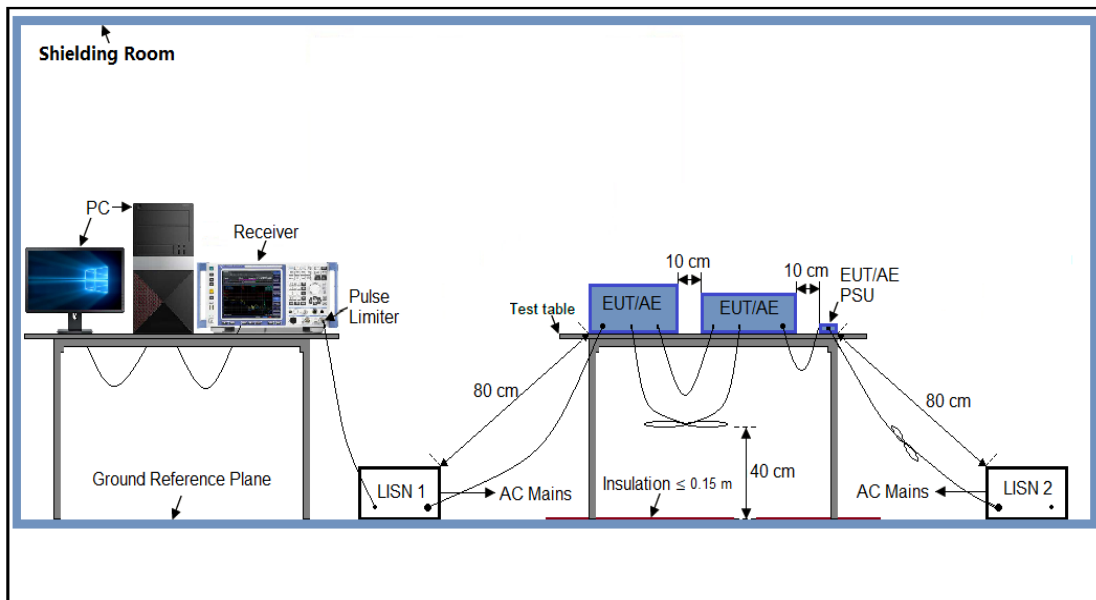 Shielding Room
PC
Receiver
Pulse
Limiter
Test table
EUT/AE
10 cm
EUT/AE
10 cm
EUT/AE
PSU
80 cm
80 cm
40 cm
Ground Reference Plane
LISN 1
AC Mains
Insulation ≤ 0.15 m
AC Mains
LISN 2